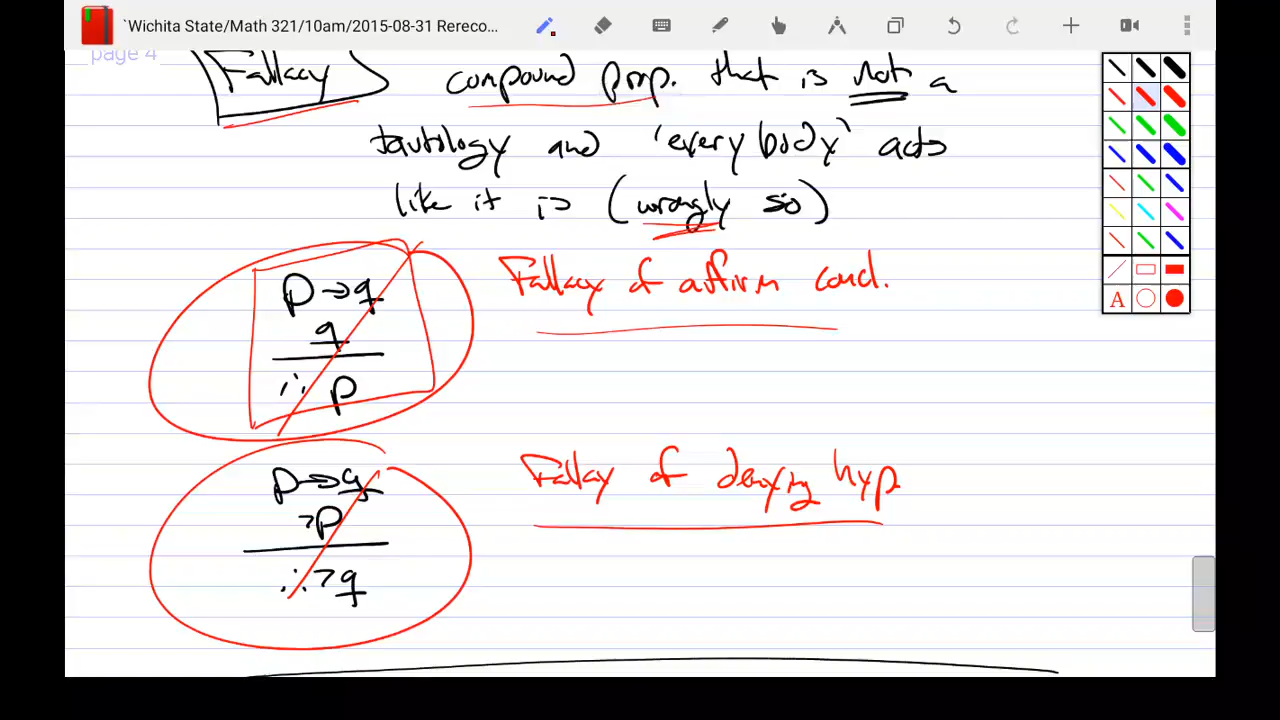 `Wichita State/Math 321/10am/2015-08-31 Rereco...
page 4
Fallacy compound prop. that is not a
tautology and 'everybody' acts
like it is (wrongly so)
p→q Fallacy of affirm concl.
q
∴ p
p→q Fallay of denying hyp
¬p
∴ ¬q
A